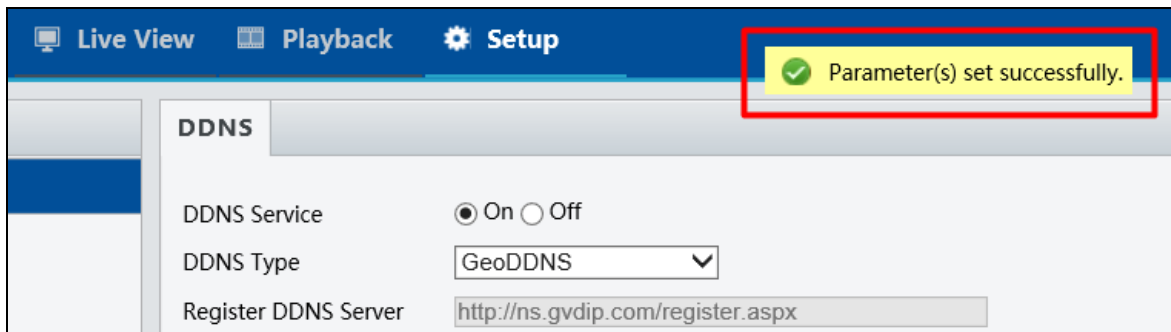 Live View Playback Setup
Parameter(s) set successfully.
DDNS
DDNS Service On Off
DDNS Type GeoDDNS
Register DDNS Server http://ns.gvdip.com/register.aspx